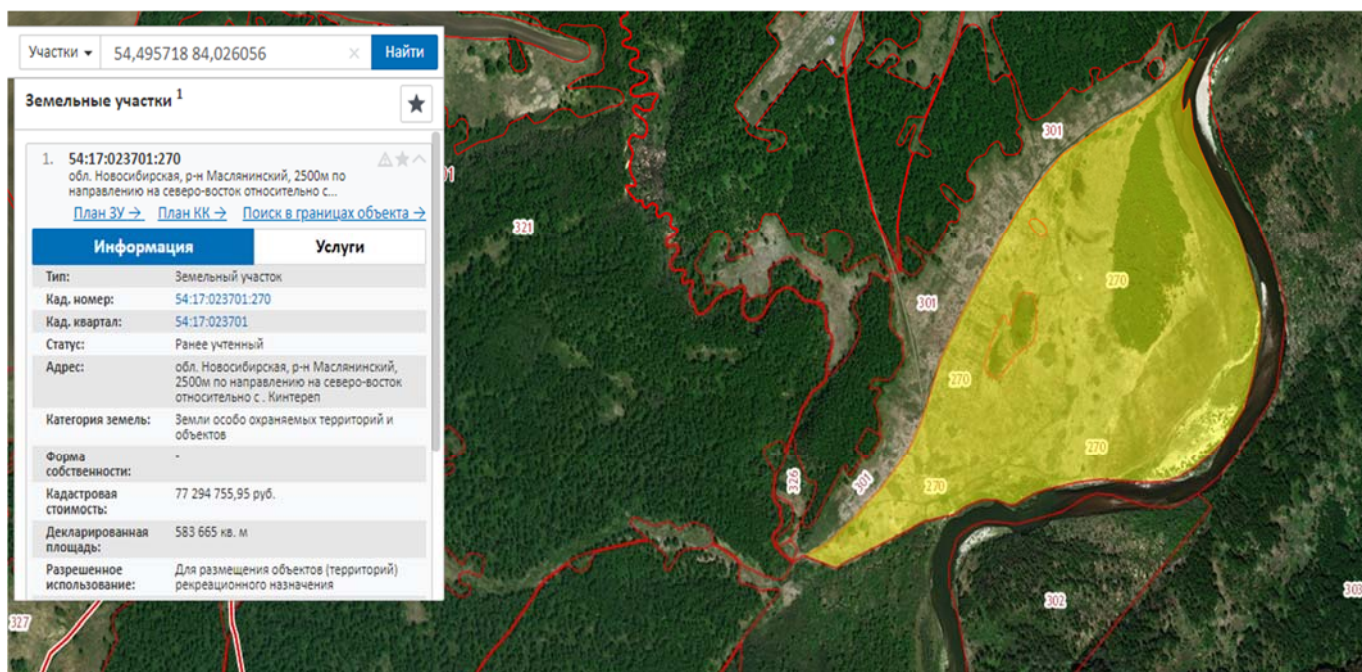 Участки 54,495718 84,026056 × Найти
Земельные участки 1
1. 54:17:023701:270
обл. Новосибирская, р-н Маслянинский, 2500м по
направлению на северо-восток относительно с...
План ЗУ → План КК → Поиск в границах объекта →
Информация Услуги
Тип: Земельный участок
Кад. номер: 54:17:023701:270
Кад. квартал: 54:17:023701
Статус: Ранее учтенный
Адрес: обл. Новосибирская, р-н Маслянинский,
2500м по направлению на северо-восток
относительно с . Кинтереп
Категория земель: Земли особо охраняемых территорий и
объектов
Форма
собственности: -
Кадастровая
стоимость: 77 294 755,95 руб.
Декларированная
площадь: 583 665 кв. м
Разрешенное
использование: Для размещения объектов (территорий)
рекреационного назначения
301
321
301
270
270
270
270
301
326
302
303
327